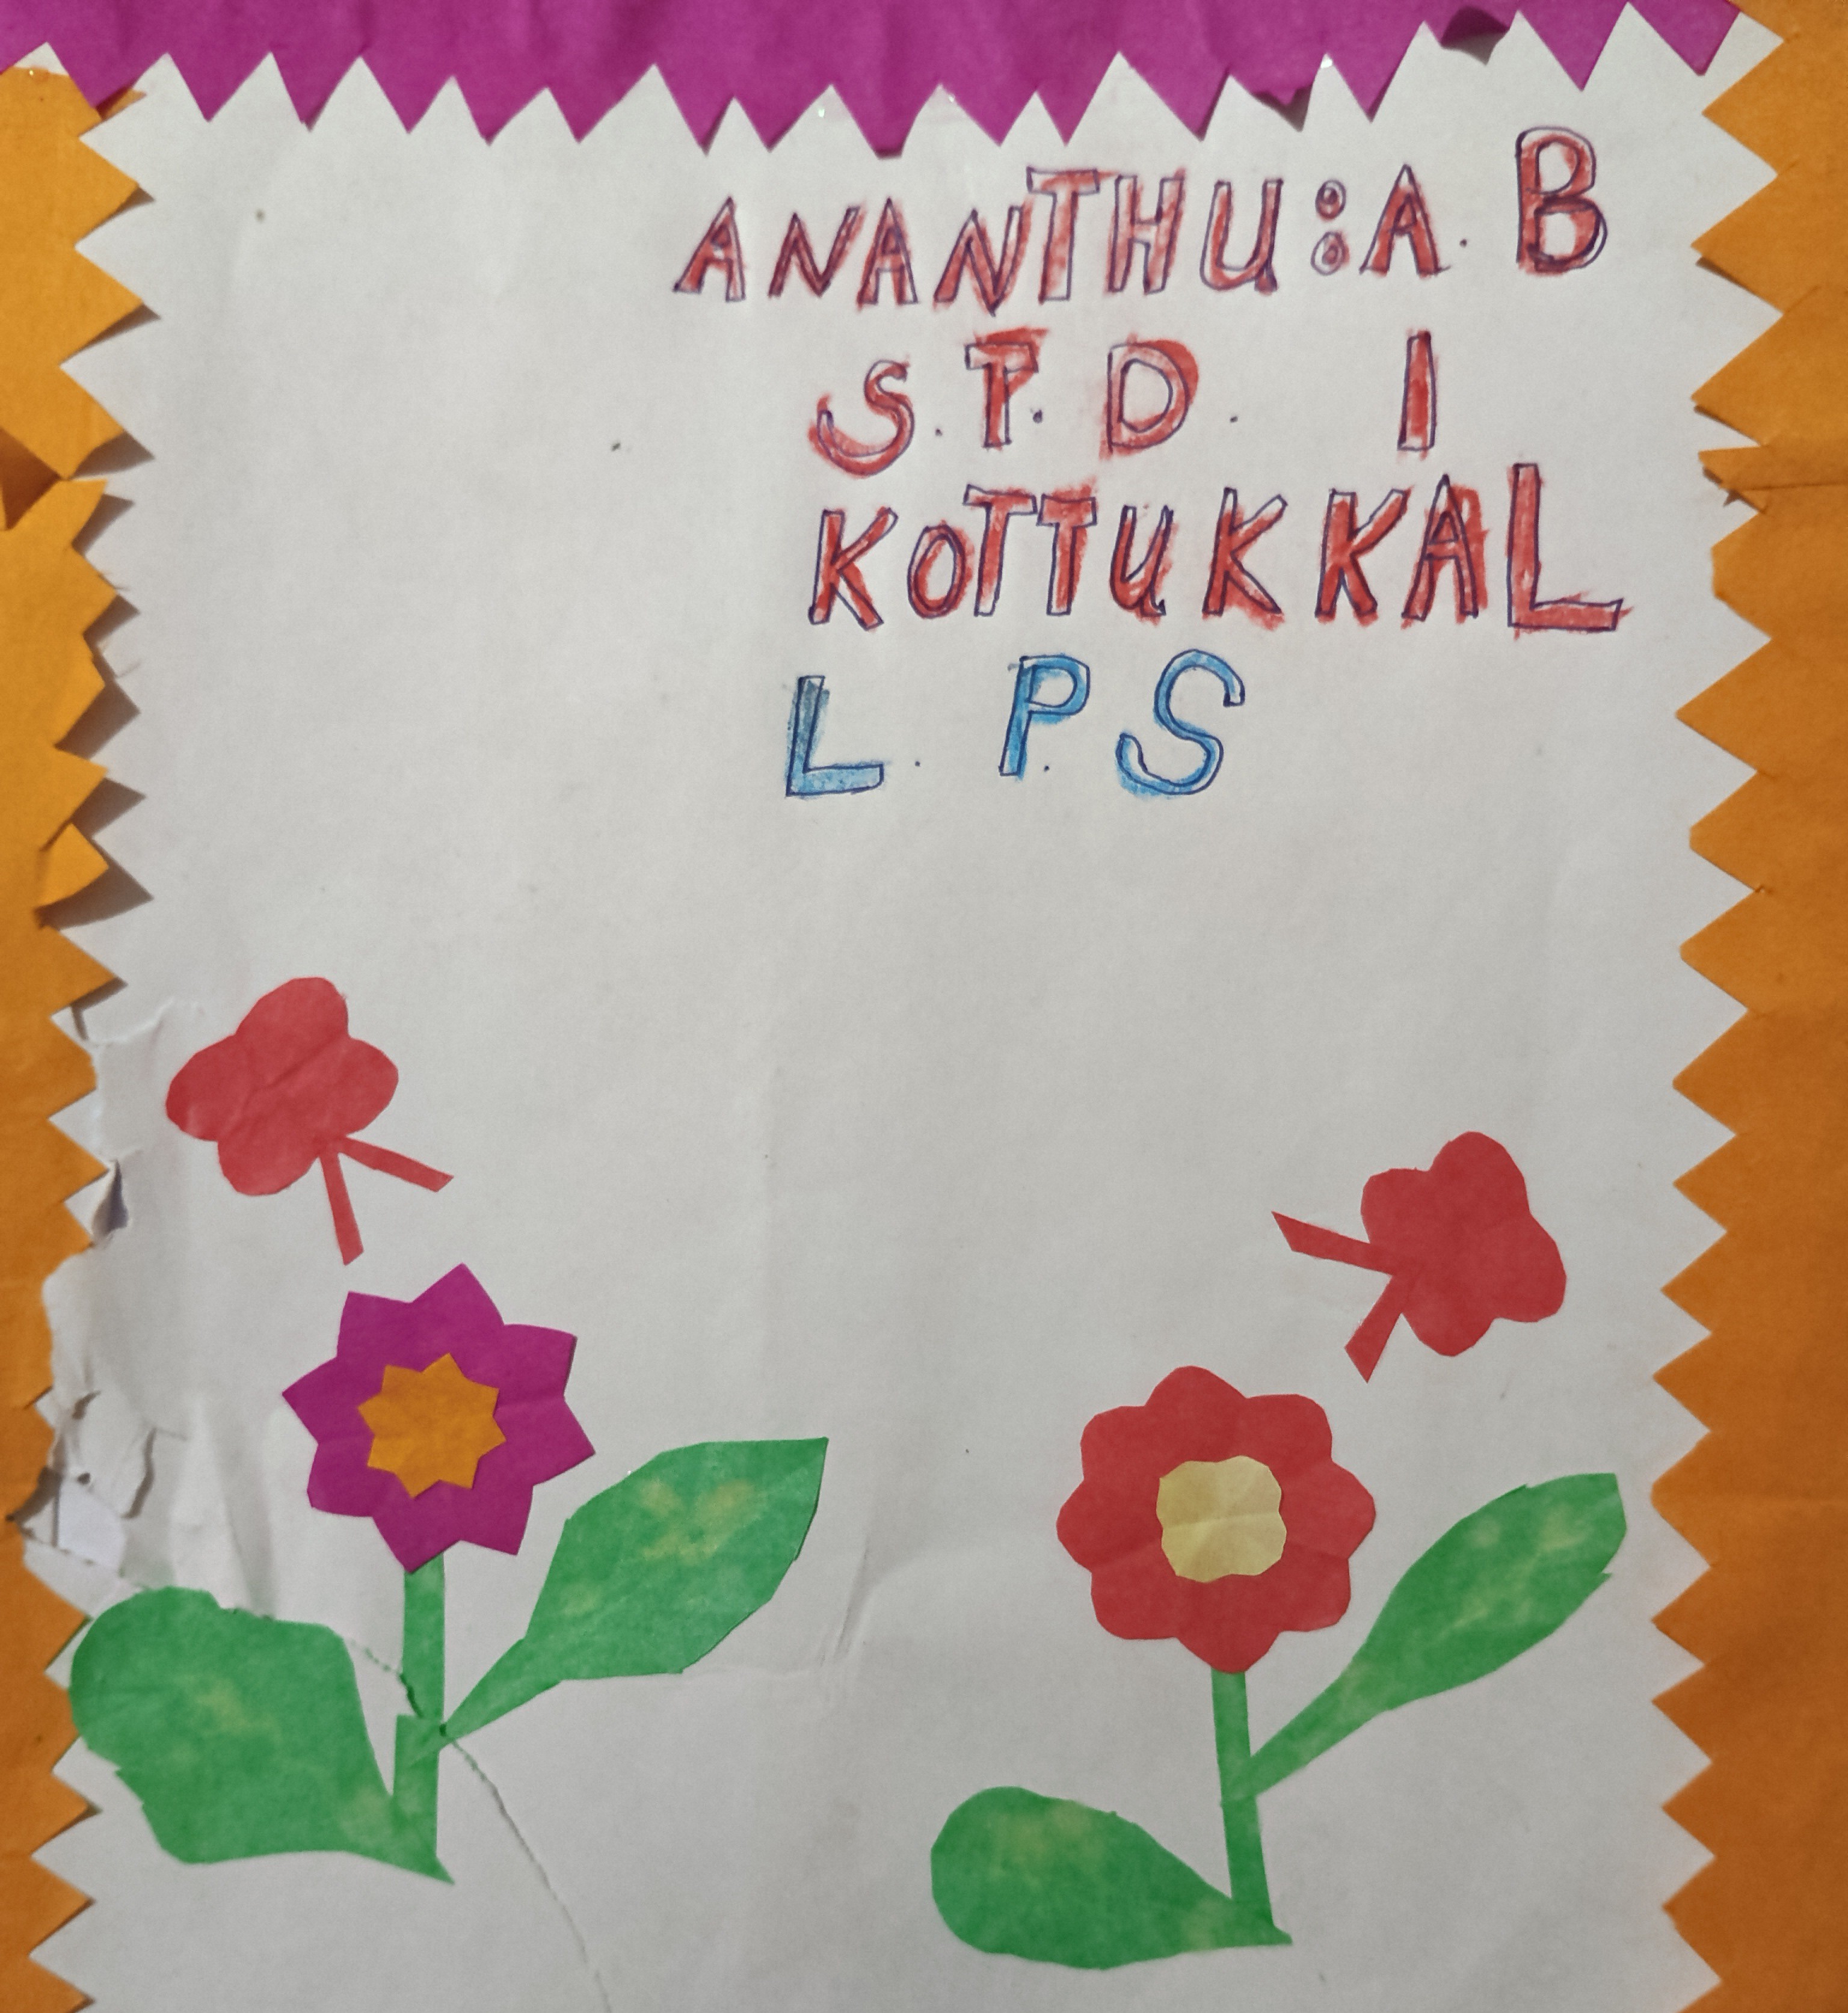 ANANTHU:A. B
S.T.D. I
KOTTUKKAL
L. P. S